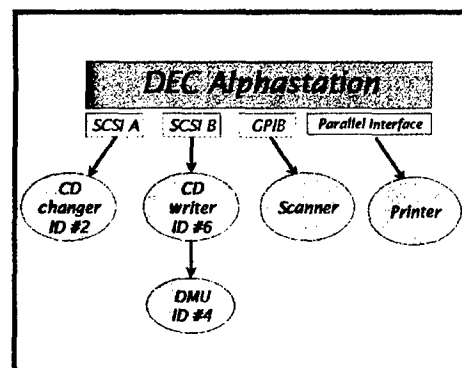 DEC Alphastation
SCSI A SCSI B GPIB Parallel Interface
CD
changer
ID #2
CD
writer
ID #6
Scanner
Printer
DMU
ID #4